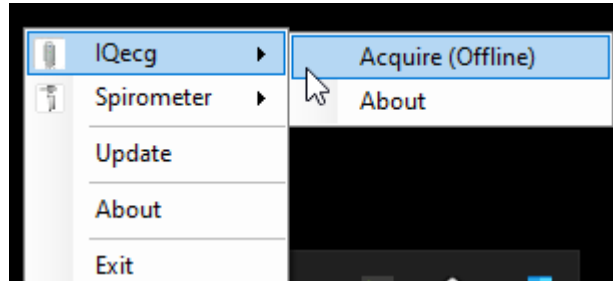 IQecg
Acquire (Offline)
Spirometer
About
Update
About
Exit